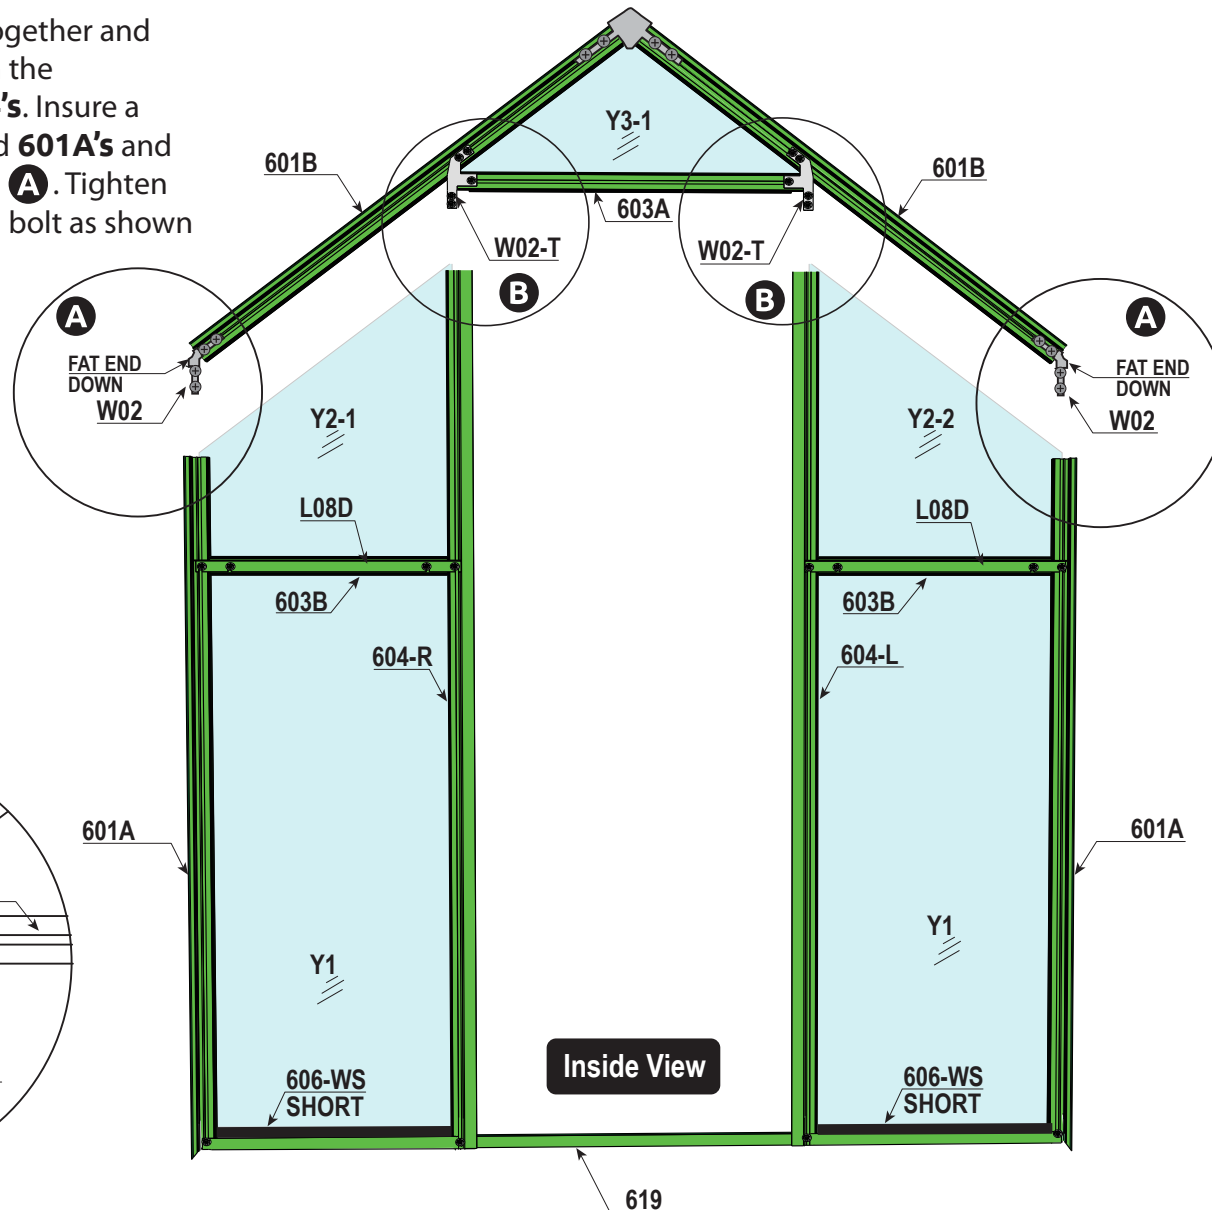 ogether and
the
's. Insure a
d 601A's and
A. Tighten
bolt as shown
Y3-1
601B
601B
603A
W02-T
W02-T
B
B
A
A
FAT END
DOWN
W02
FAT END
DOWN
W02
Y2-1
Y2-2
L08D
L08D
603B
603B
604-R
604-L
601A
601A
Y1
Y1
Inside View
606-WS
SHORT
606-WS
SHORT
619